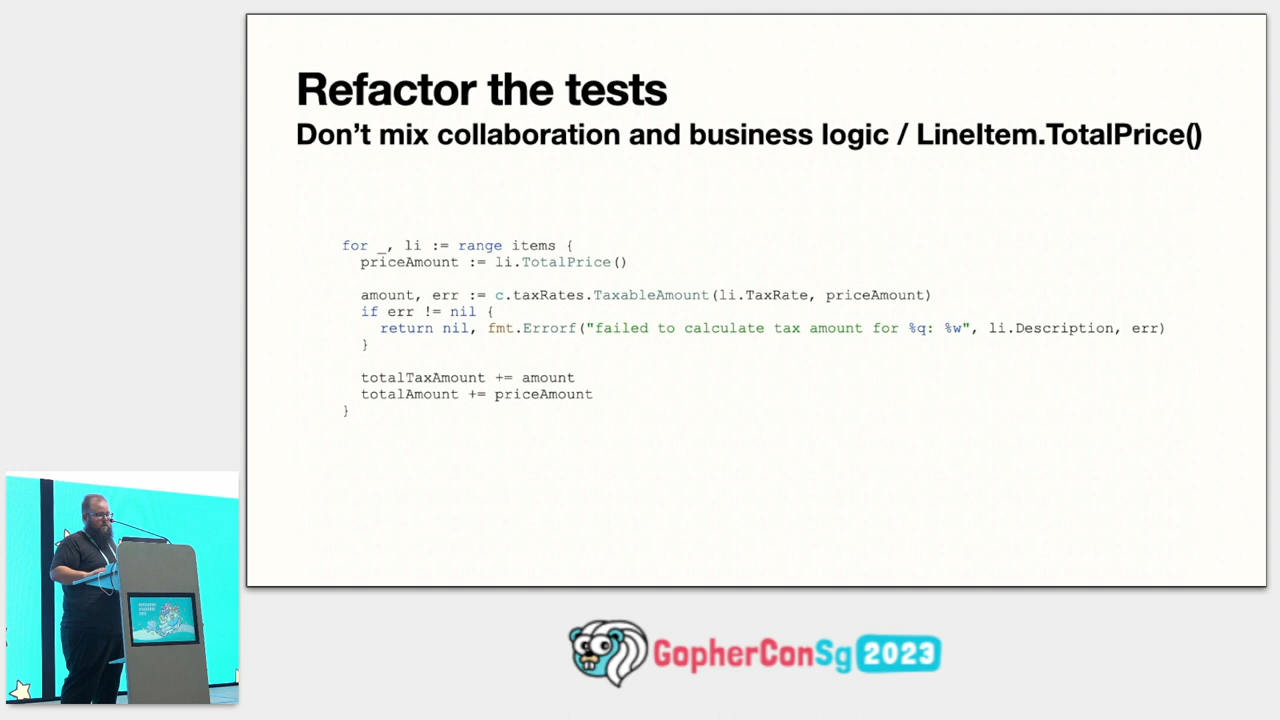 Refactor the tests
Don’t mix collaboration and business logic / LineItem.TotalPrice()
for _, li := range items {
  priceAmount := li.TotalPrice()
  amount, err := c.taxRates.TaxableAmount(li.TaxRate, priceAmount)
  if err != nil {
    return nil, fmt.Errorf("failed to calculate tax amount for %q: %w", li.Description, err)
  }
  totalTaxAmount += amount
  totalAmount += priceAmount
}
GopherConSg 2023